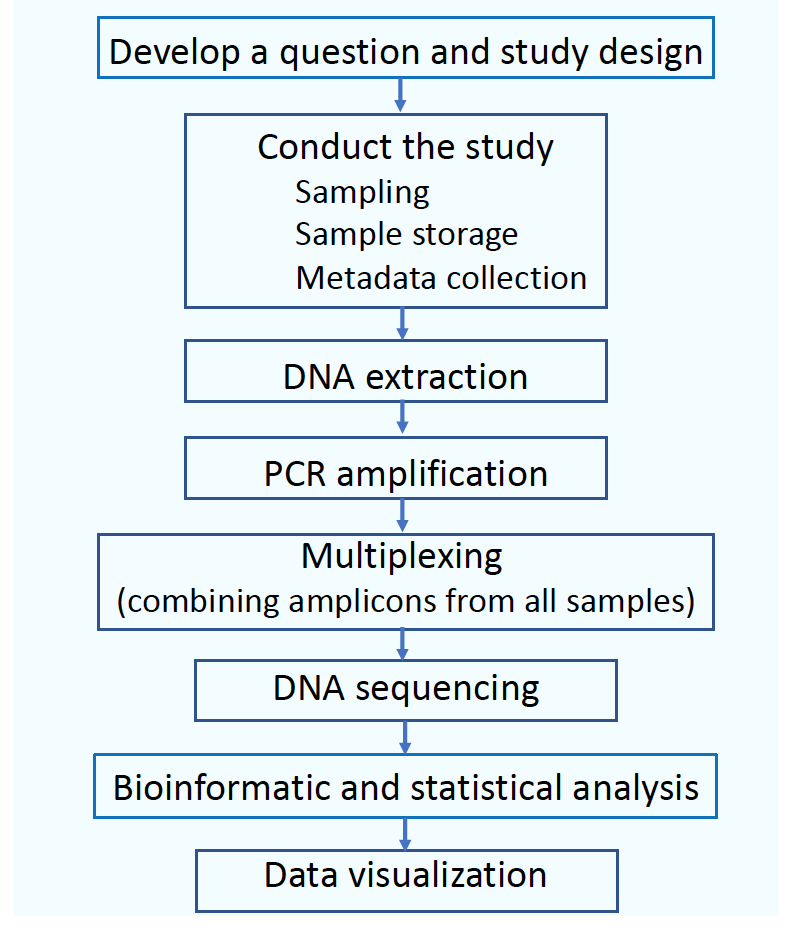 Develop a question and study design
Conduct the study
Sampling
Sample storage
Metadata collection
DNA extraction
PCR amplification
Multiplexing
(combining amplicons from all samples)
DNA sequencing
Bioinformatic and statistical analysis
Data visualization